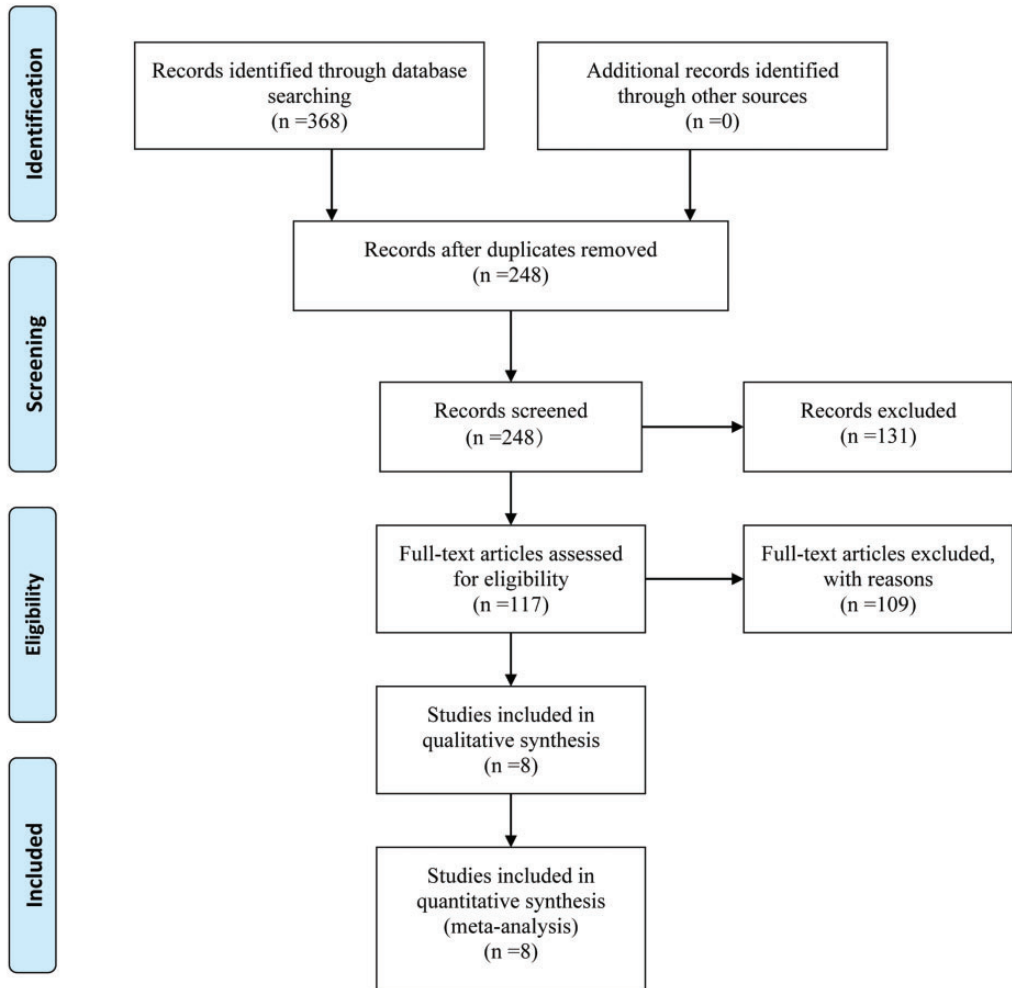 Identification
Records identified through database
searching
(n =368)
Additional records identified
through other sources
(n =0)
Records after duplicates removed
(n =248)
Screening
Records screened
(n =248）
Records excluded
(n =131)
Eligibility
Full-text articles assessed
for eligibility
(n =117)
Full-text articles excluded,
with reasons
(n =109)
Studies included in
qualitative synthesis
(n =8)
Included
Studies included in
quantitative synthesis
(meta-analysis)
(n =8)